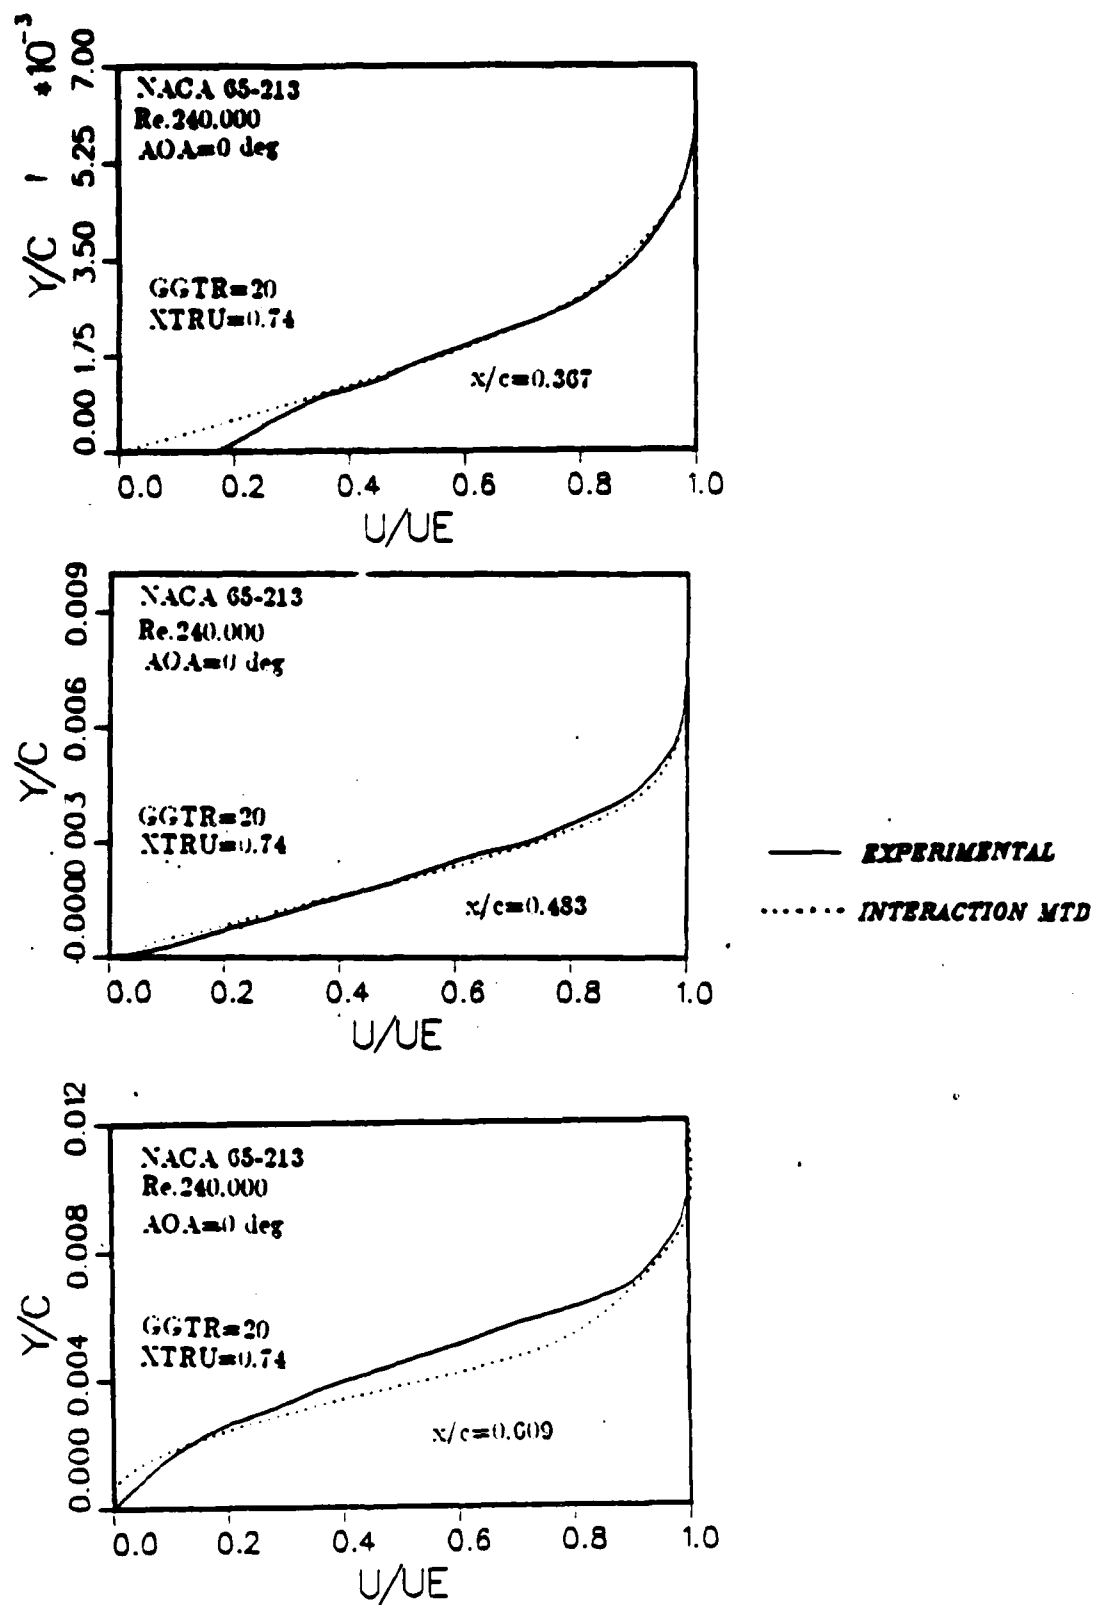 *10⁻³
7.00
5.25
3.50
1.75
0.00
Y/C
NACA 65-213
Re.240.000
AOA=0 deg
GGTR=20
XTRU=0.74
x/c=0.367
0.0 0.2 0.4 0.6 0.8 1.0
U/UE
0.009
0.006
003
-0.0000
Y/C
NACA 65-213
Re.240.000
AOA=0 deg
GGTR=20
XTRU=0.74
x/c=0.483
0.0 0.2 0.4 0.6 0.8 1.0
U/UE
EXPERIMENTAL
INTERACTION MTD
0.012
0.008
0.004
0.000
Y/C
NACA 65-213
Re.240.000
AOA=0 deg
GGTR=20
XTRU=0.74
x/c=0.609
0.0 0.2 0.4 0.6 0.8 1.0
U/UE